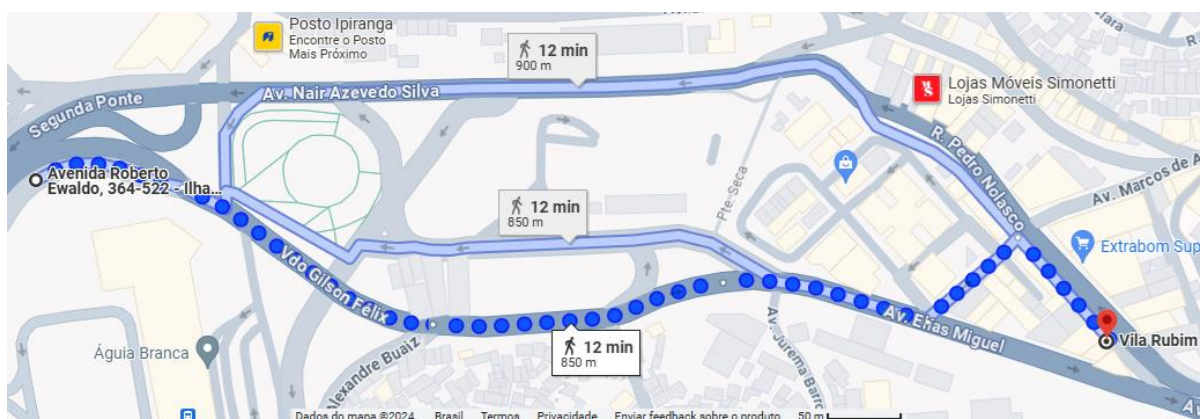 Posto Ipiranga
Encontre o Posto
Mais Próximo
12 min
900 m
Lojas Móveis Simonetti
Lojas Simonetti
Av. Nair Azevedo Silva
Segunda Ponte
R. Pedro Nolasco
Av. Marcos de A
Pte. Seca
Avenida Roberto
Ewaldo, 364-522 - Ilha...
12 min
850 m
Extrabom Sup
Vdo Gilson Félix
Av. Elias Miguel
12 min
850 m
Vila Rubim
Águia Branca
Alexandre Buaiz
Av. Jurema Barro
Dados do mapa ©2024 Brasil Termos Privacidade Enviar feedback sobre o produto 50 m